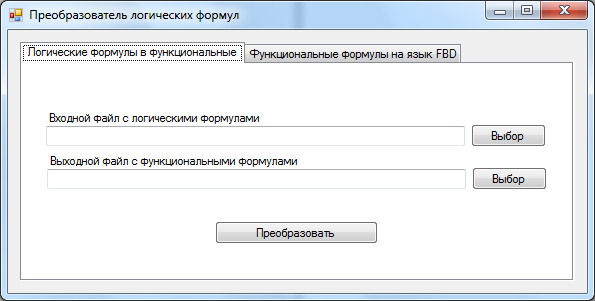 Преобразователь логических формул
Логические формулы в функциональные
Функциональные формулы на язык FBD
Входной файл с логическими формулами
Выбор
Выходной файл с функциональными формулами
Выбор
Преобразовать